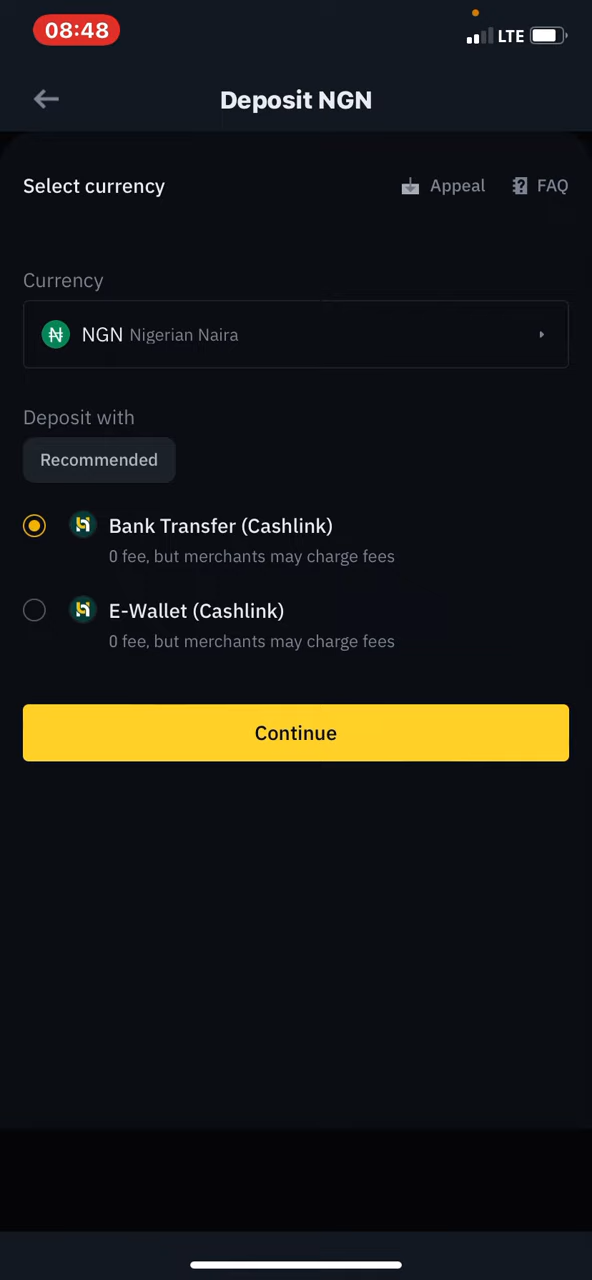 08:48
LTE
Deposit NGN
Select currency
Appeal
FAQ
Currency
NGN Nigerian Naira
Deposit with
Recommended
Bank Transfer (Cashlink)
0 fee, but merchants may charge fees
E-Wallet (Cashlink)
0 fee, but merchants may charge fees
Continue